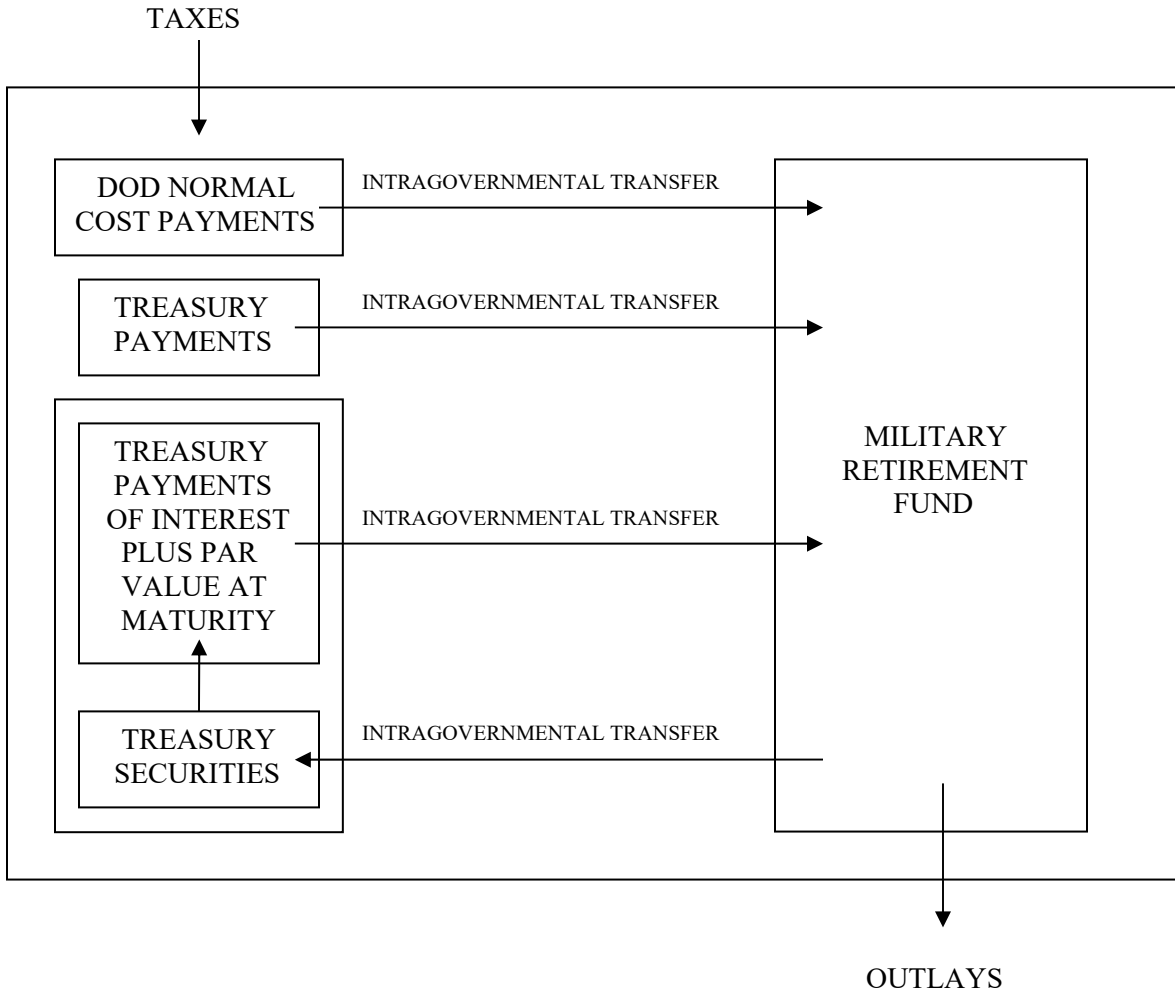 TAXES
DOD NORMAL
COST PAYMENTS
INTRAGOVERNMENTAL TRANSFER
TREASURY
PAYMENTS
INTRAGOVERNMENTAL TRANSFER
TREASURY
PAYMENTS
OF INTEREST
PLUS PAR
VALUE AT
MATURITY
INTRAGOVERNMENTAL TRANSFER
MILITARY
RETIREMENT
FUND
TREASURY
SECURITIES
INTRAGOVERNMENTAL TRANSFER
OUTLAYS